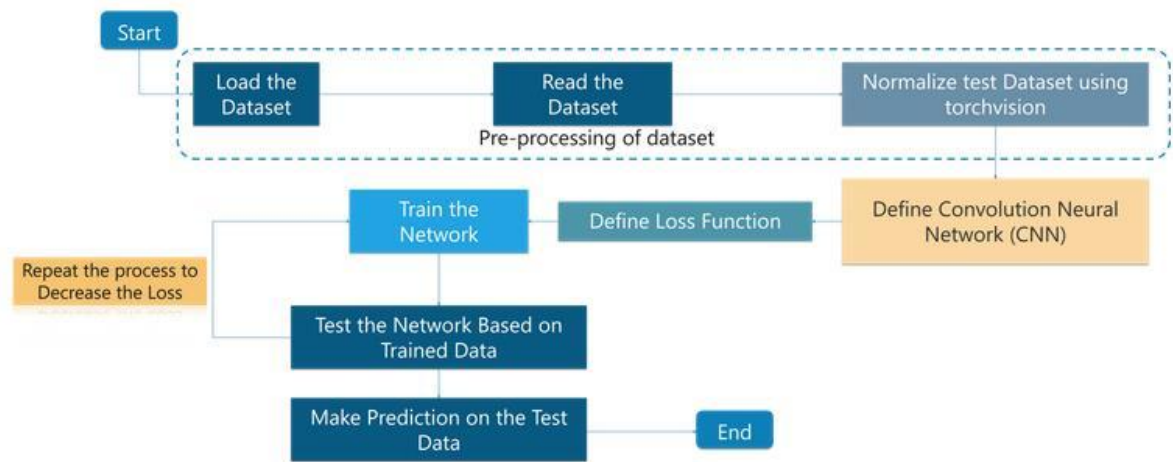 Start
Load the
Dataset
Read the
Dataset
Normalize test Dataset using
torchvision
Pre-processing of dataset
Train the
Network
Define Loss Function
Define Convolution Neural
Network (CNN)
Repeat the process to
Decrease the Loss
Test the Network Based on
Trained Data
Make Prediction on the Test
Data
End